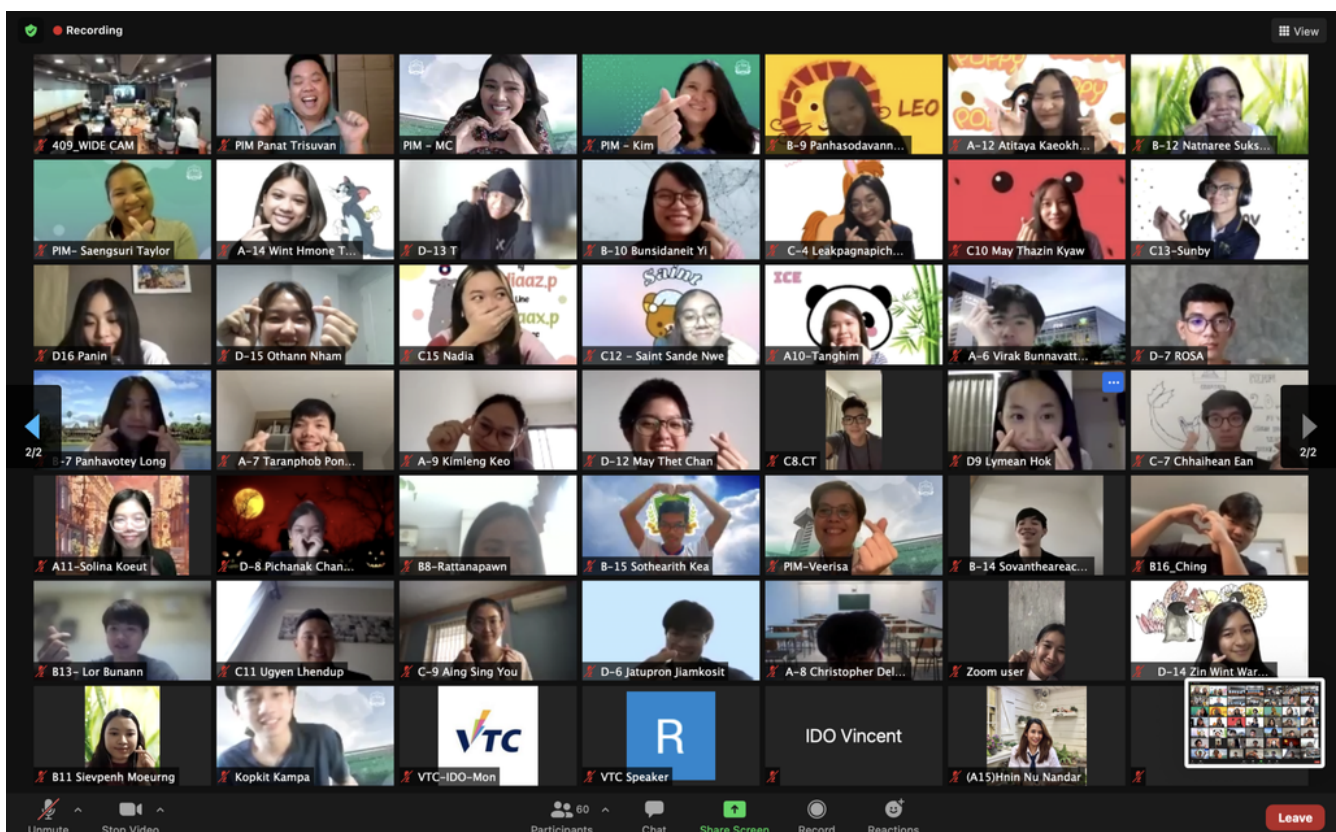 Recording
View
409_WIDE CAM
PIM Panat Trisuvan
PIM - MC
PIM - Kim
LEO
B-9 Panhasodavann...
A-12 Atitaya Kaeokh...
B-12 Natnaree Suks...
PIM- Saengsuri Taylor
A-14 Wint Hmone T...
D-13 T
B-10 Bunsidaneit Yi
C-4 Leakpagnapich...
C10 May Thazin Kyaw
C13-Sunby
D16 Panin
D-15 Othann Nham
C15 Nadia
Saint
C12 - Saint Sande Nwe
ICE
A10-Tanghim
A-6 Virak Bunnavatt...
D-7 ROSA
2/2
B-7 Panhavotey Long
A-7 Taranphob Pon...
A-9 Kimleng Keo
D-12 May Thet Chan
C8.CT
D9 Lymean Hok
C-7 Chhaihean Ean
2/2
A11-Solina Koeut
D-8 Pichanak Chan...
B8-Rattanapawn
B-15 Sothearith Kea
PIM-Veerisa
B-14 Sovantheareac...
B16_Ching
B13- Lor Bunann
C11 Ugyen Lhendup
C-9 Aing Sing You
D-6 Jatupron Jiamkosit
A-8 Christopher Del...
Zoom user
D-14 Zin Wint War...
B11 Sievpenh Moeurng
Kopkit Kampa
VTC
VTC-IDO-Mon
R
VTC Speaker
IDO Vincent
(A15)Hnin Nu Nandar
Unmute
Stop Video
60
Participants
Chat
Share Screen
Record
Reactions
Leave